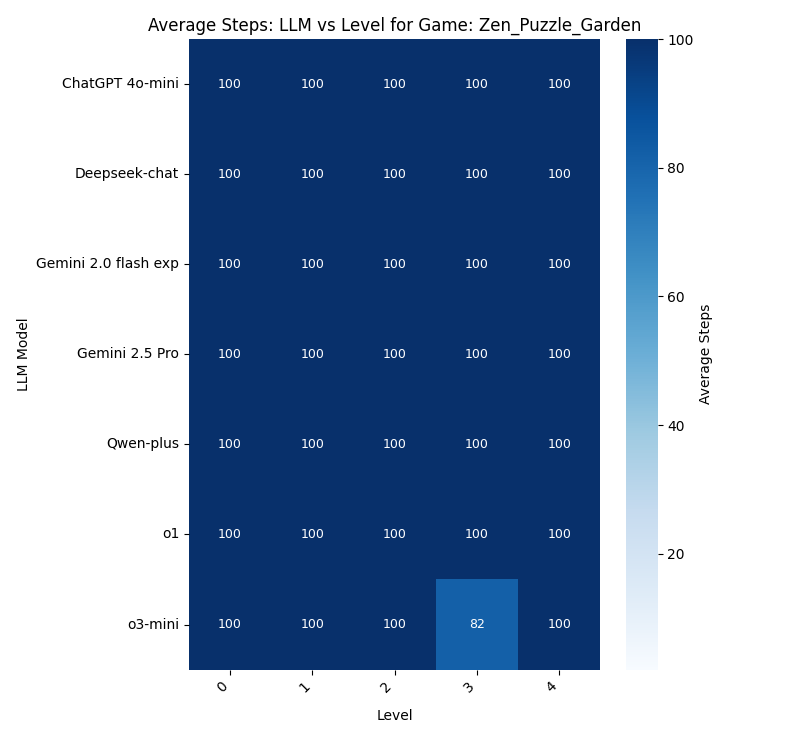 Average Steps: LLM vs Level for Game: Zen_Puzzle_Garden
LLM Model
ChatGPT 4o-mini 100 100 100 100 100
Deepseek-chat 100 100 100 100 100
Gemini 2.0 flash exp 100 100 100 100 100
Gemini 2.5 Pro 100 100 100 100 100
Qwen-plus 100 100 100 100 100
o1 100 100 100 100 100
o3-mini 100 100 100 82 100
0 1 2 3 4
Level
100
80
60
40
20
Average Steps